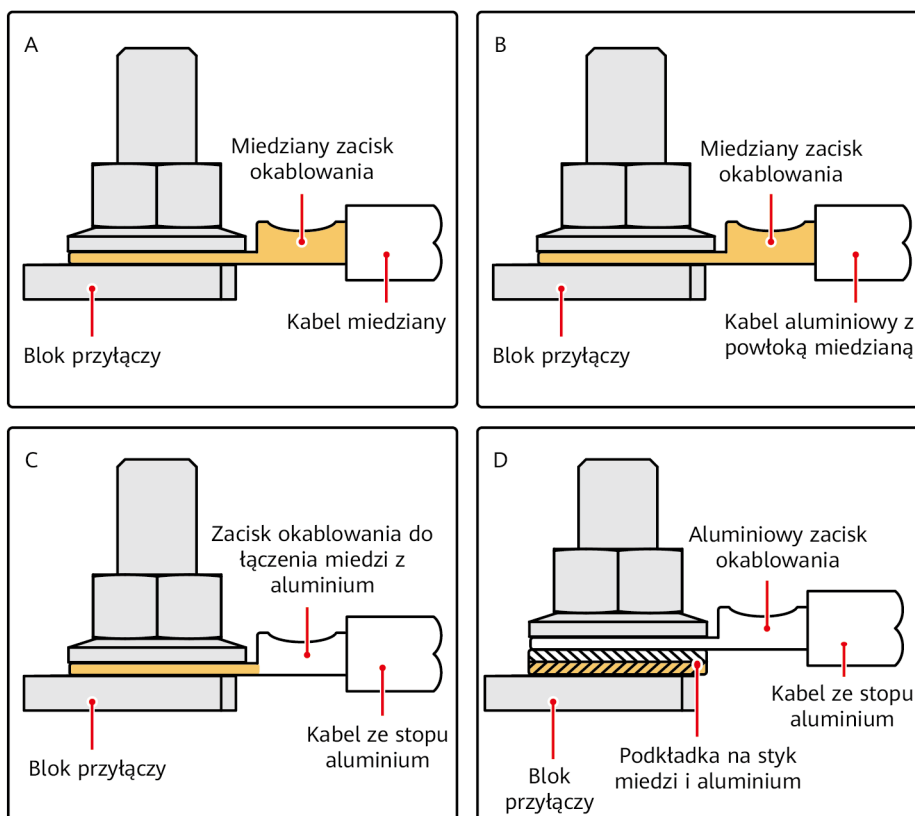 A
Miedziany zacisk
okablowania
Kabel miedziany
Blok przyłączy
B
Miedziany zacisk
okablowania
Kabel aluminiowy z
powłoką miedzianą
Blok przyłączy
C
Zacisk okablowania do
łączenia miedzi z
aluminium
Kabel ze stopu
aluminium
Blok przyłączy
D
Aluminiowy zacisk
okablowania
Kabel ze stopu
aluminium
Podkładka na styk
miedzi i aluminium
Blok
przyłączy